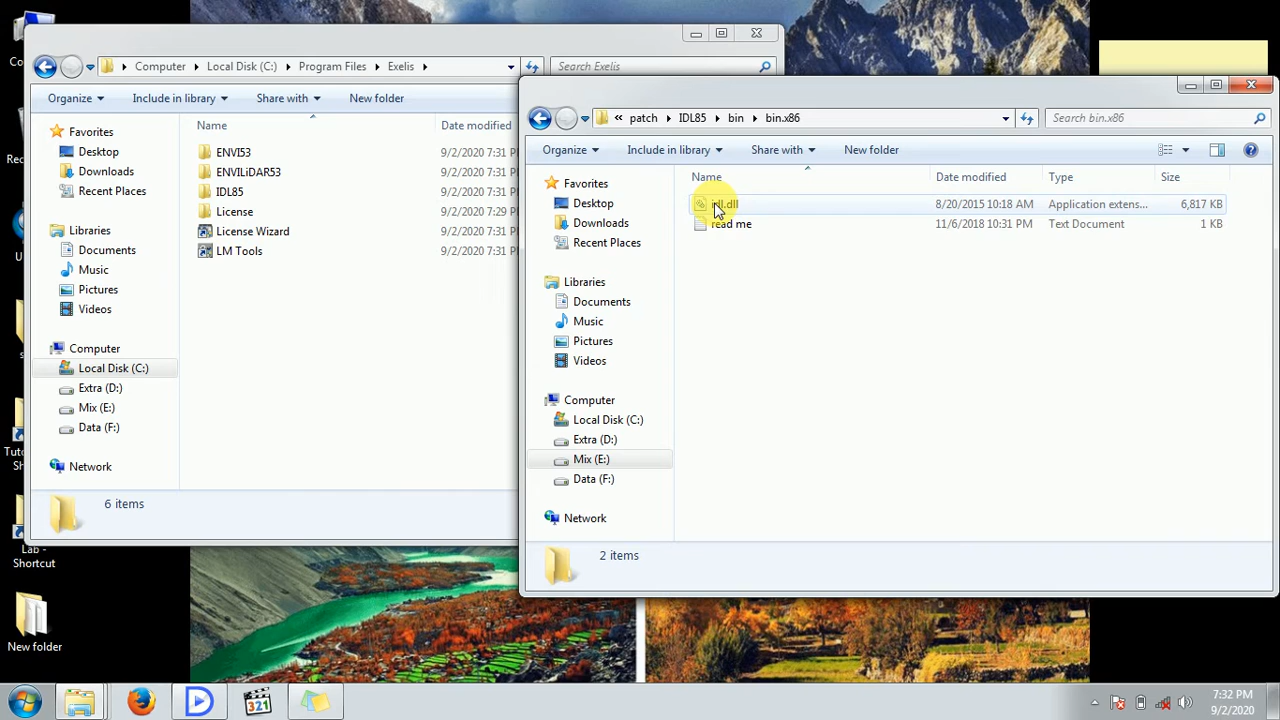 Computer
Local Disk (C:)
Program Files
Exelis
Search Exelis
Organize
Include in library
Share with
New folder
Favorites
Desktop
Downloads
Recent Places
Libraries
Documents
Music
Pictures
Videos
Computer
Local Disk (C:)
Extra (D:)
Mix (E:)
Data (F:)
Network
Name
Date modified
ENVI53
9/2/2020 7:31 P
ENVILiDAR53
9/2/2020 7:31 P
IDL85
9/2/2020 7:31 P
License
9/2/2020 7:29 P
License Wizard
9/2/2020 7:31 P
LM Tools
9/2/2020 7:31 P
6 items
« patch
IDL85
bin
bin.x86
Search bin.x86
Organize
Include in library
Share with
New folder
Favorites
Desktop
Downloads
Recent Places
Libraries
Documents
Music
Pictures
Videos
Computer
Local Disk (C:)
Extra (D:)
Mix (E:)
Data (F:)
Network
Name
Date modified
Type
Size
8/20/2015 10:18 AM
Application extens...
6,817 KB
read me
11/6/2018 10:31 PM
Text Document
1 KB
2 items
Lab -
Shortcut
New folder
321
7:32 PM
9/2/2020